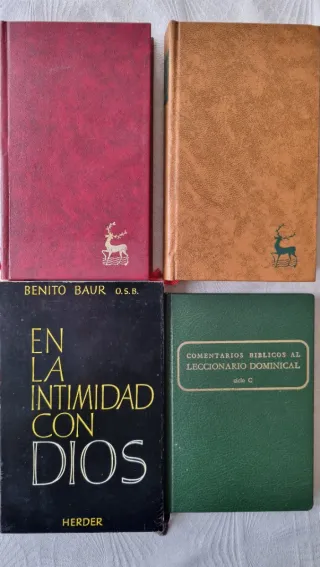 BENITO BAUR O.S.B.
EN
LA
INTIMIDAD
CON
DIOS
HERDER
COMENTARIOS BIBLICOS AL
LECCIONARIO DOMINICAL
ciclo C